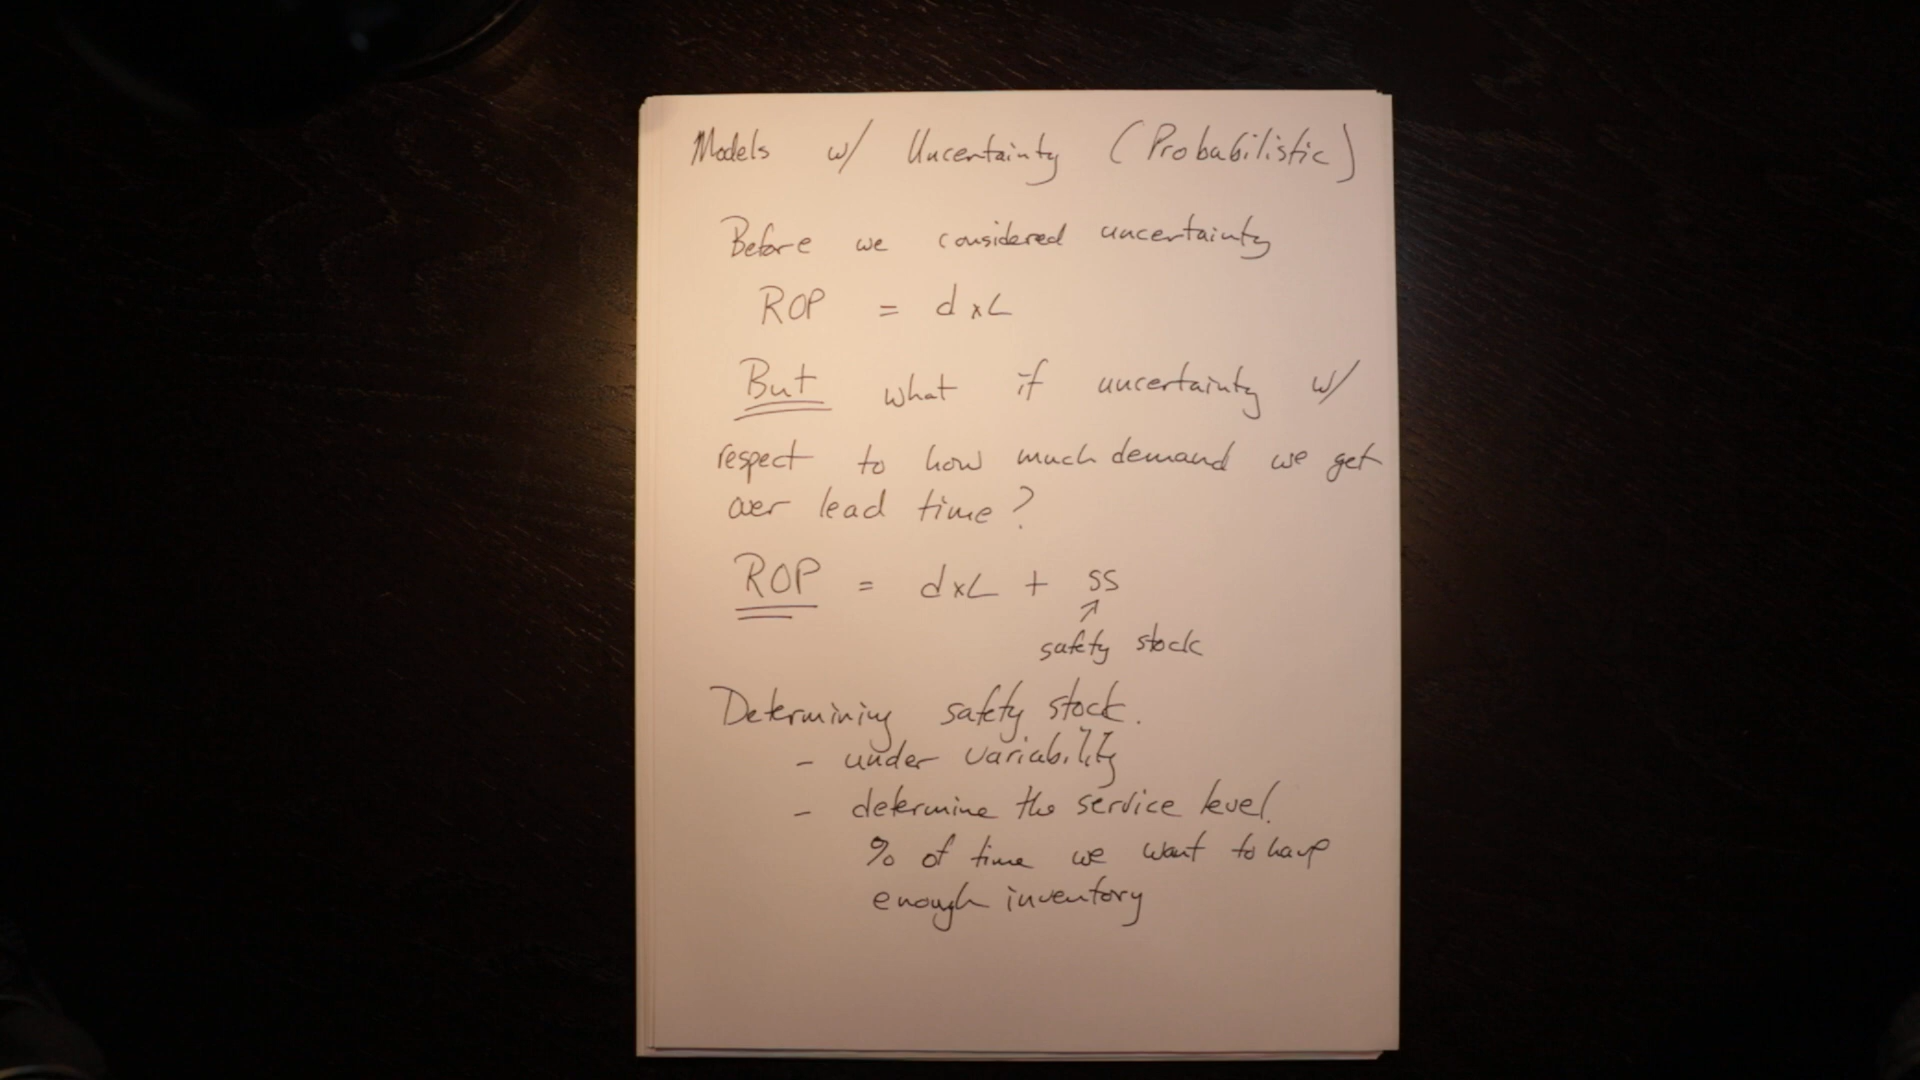 Models w/ Uncertainty (Probabilistic)
Before we considered uncertainty
ROP = d x L
But what if uncertainty w/
respect to how much demand we get
over lead time?
ROP = d x L + SS
↗
safety stock
Determining safety stock.
- under variability
- determine the service level.
% of time we want to have
enough inventory